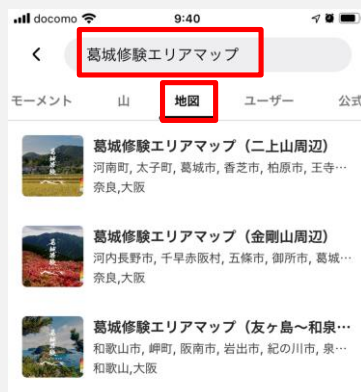 docomo 9:40
葛城修験エリアマップ
モーメント 山 地図 ユーザー 公式
葛城修験エリアマップ（二上山周辺）
河南町, 太子町, 葛城市, 香芝市, 柏原市, 王寺…
奈良,大阪
葛城修験エリアマップ（金剛山周辺）
河内長野市, 千早赤阪村, 五條市, 御所市, 葛城…
奈良,大阪
葛城修験エリアマップ（友ヶ島〜和泉…
和歌山市, 岬町, 阪南市, 岩出市, 紀の川市, 泉…
和歌山,大阪